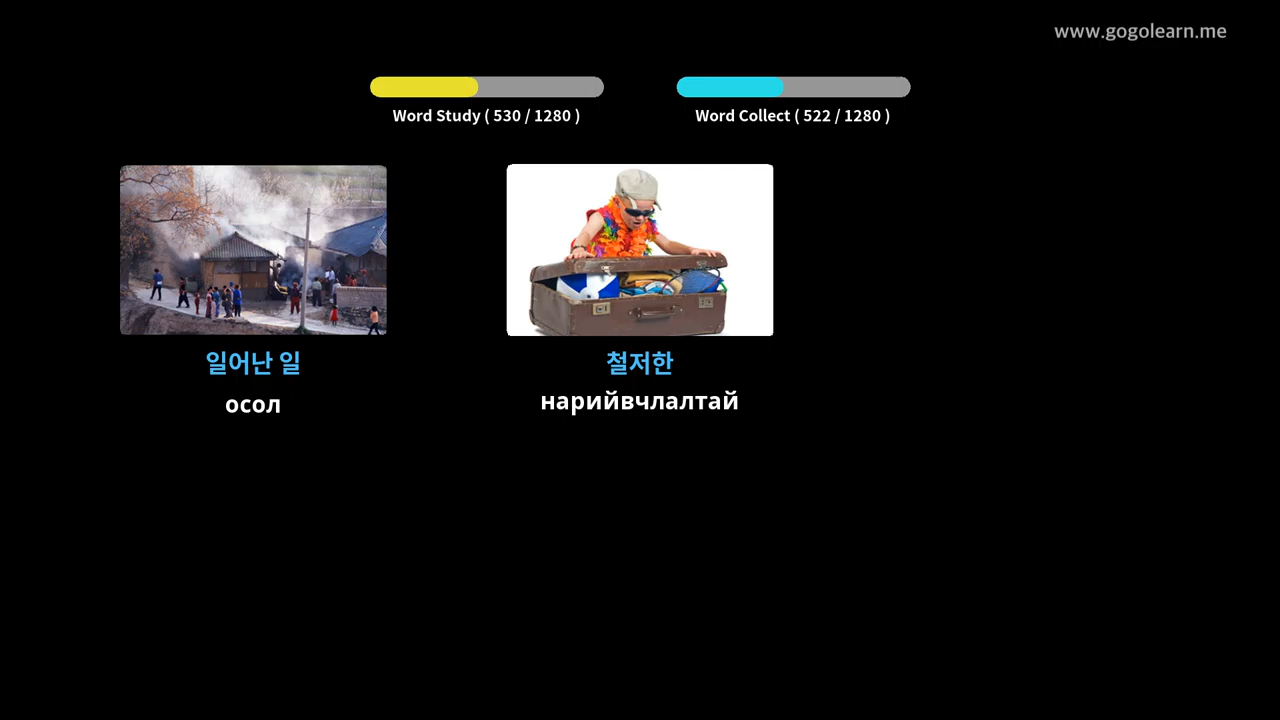 www.gogolearn.me
Word Study ( 530 / 1280 )
Word Collect ( 522 / 1280 )
일어난 일
осол
철저한
нарийвчлалтай